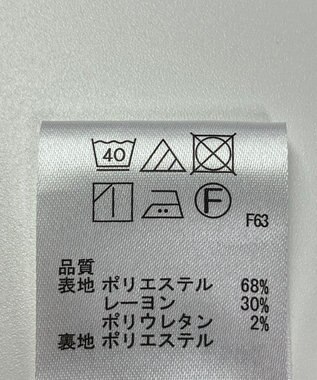 40
F
F63
品質
表地 ポリエステル 68%
レーヨン 30%
ポリウレタン 2%
裏地 ポリエステル